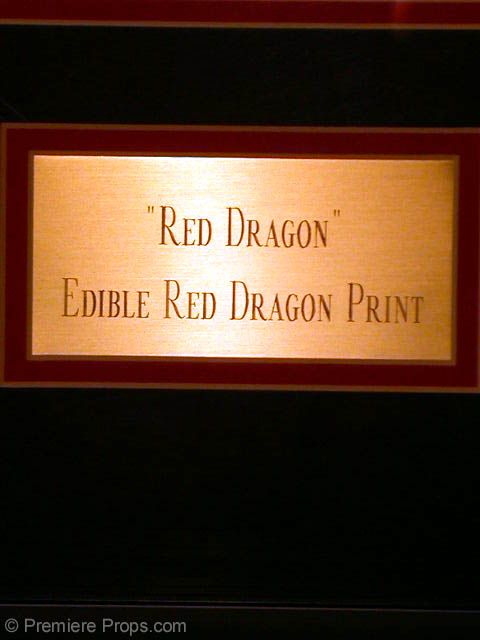 "Red Dragon"
Edible Red Dragon Print
© Premiere Props.com